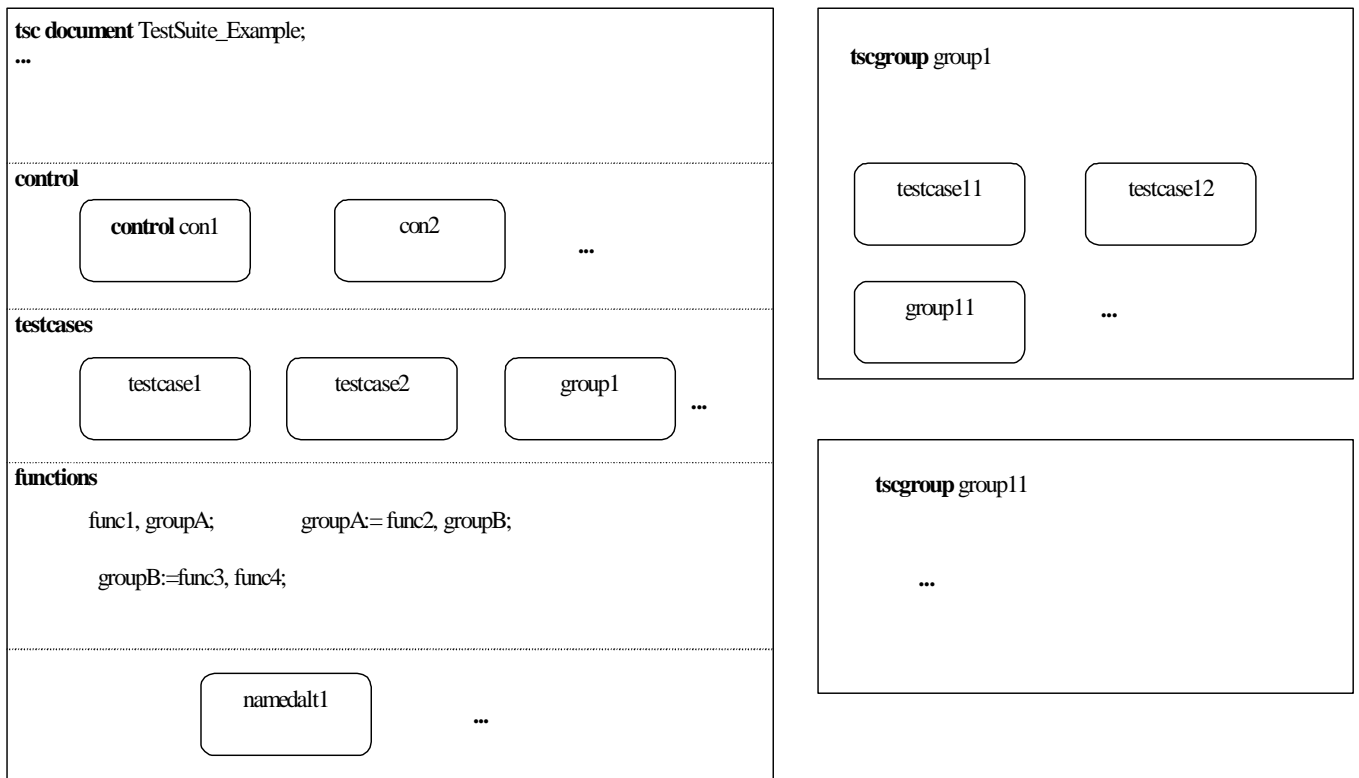 tsc document TestSuite_Example;
...
control
control con1
con2
...
testcases
testcase1
testcase2
group1
...
functions
func1, groupA;
groupA:= func2, groupB;
groupB:=func3, func4;
namedalt1
...
tscgroup group1
testcase11
testcase12
group11
...
tscgroup group11
...